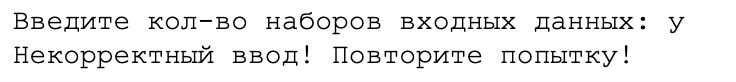 Введите кол-во наборов входных данных: у
Некорректный ввод! Повторите попытку!